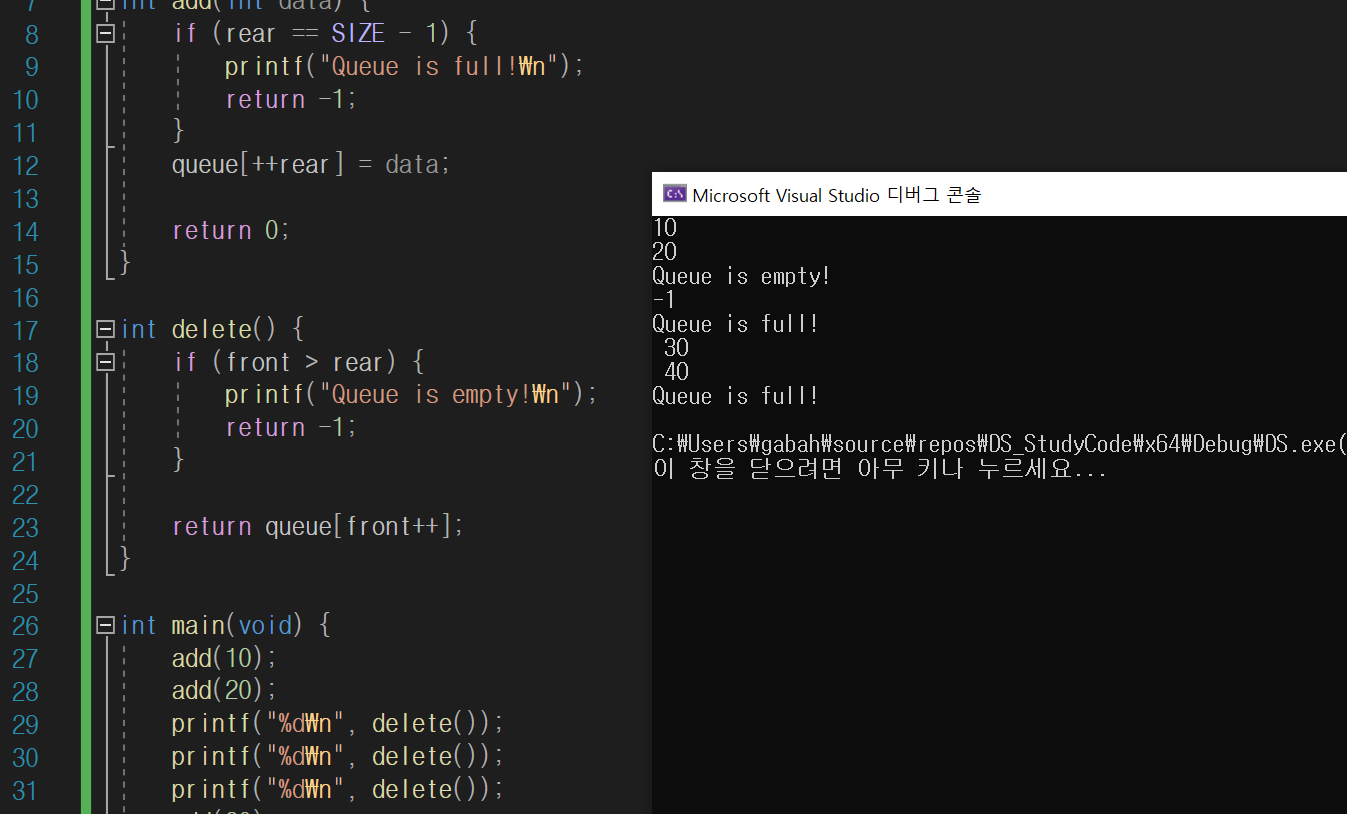 7 int add(int data) {
8 if (rear == SIZE - 1) {
9 printf("Queue is full!₩n");
10 return -1;
11 }
12 queue[++rear] = data;
13
14 return 0;
15 }
16
17 int delete() {
18 if (front > rear) {
19 printf("Queue is empty!₩n");
20 return -1;
21 }
22
23 return queue[front++];
24 }
25
26 int main(void) {
27 add(10);
28 add(20);
29 printf("%d₩n", delete());
30 printf("%d₩n", delete());
31 printf("%d₩n", delete());
Microsoft Visual Studio 디버그 콘솔
10
20
Queue is empty!
-1
Queue is full!
30
40
Queue is full!
C:₩Users₩gabah₩source₩repos₩DS_StudyCode₩x64₩Debug₩DS.exe(
이 창을 닫으려면 아무 키나 누르세요...